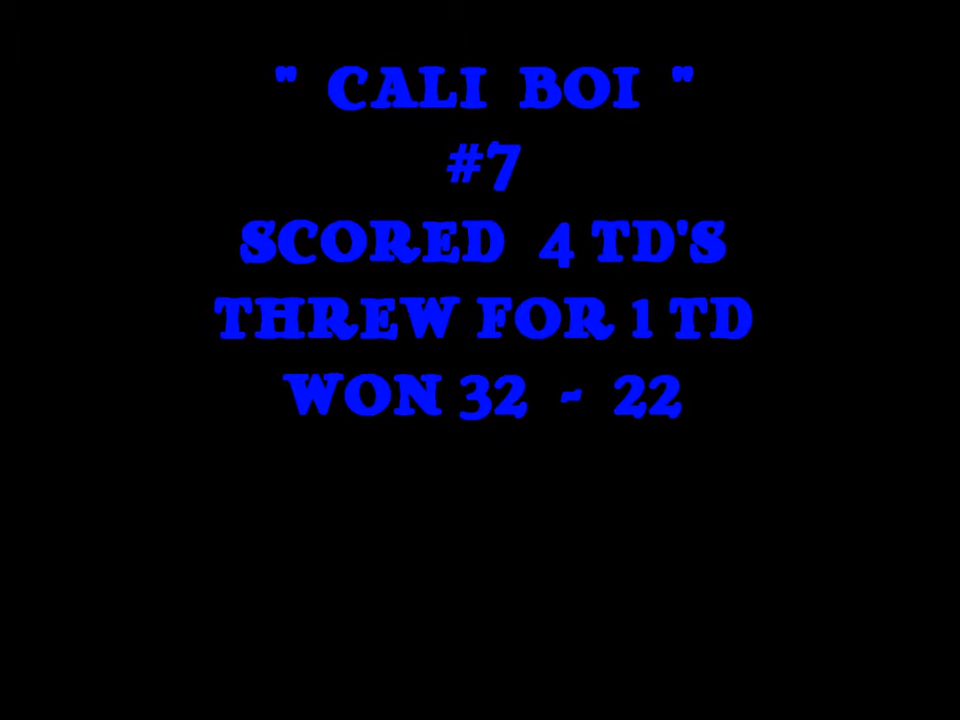 " CALI BOI "
#7
SCORED 4 TD'S
THREW FOR 1 TD
WON 32 - 22